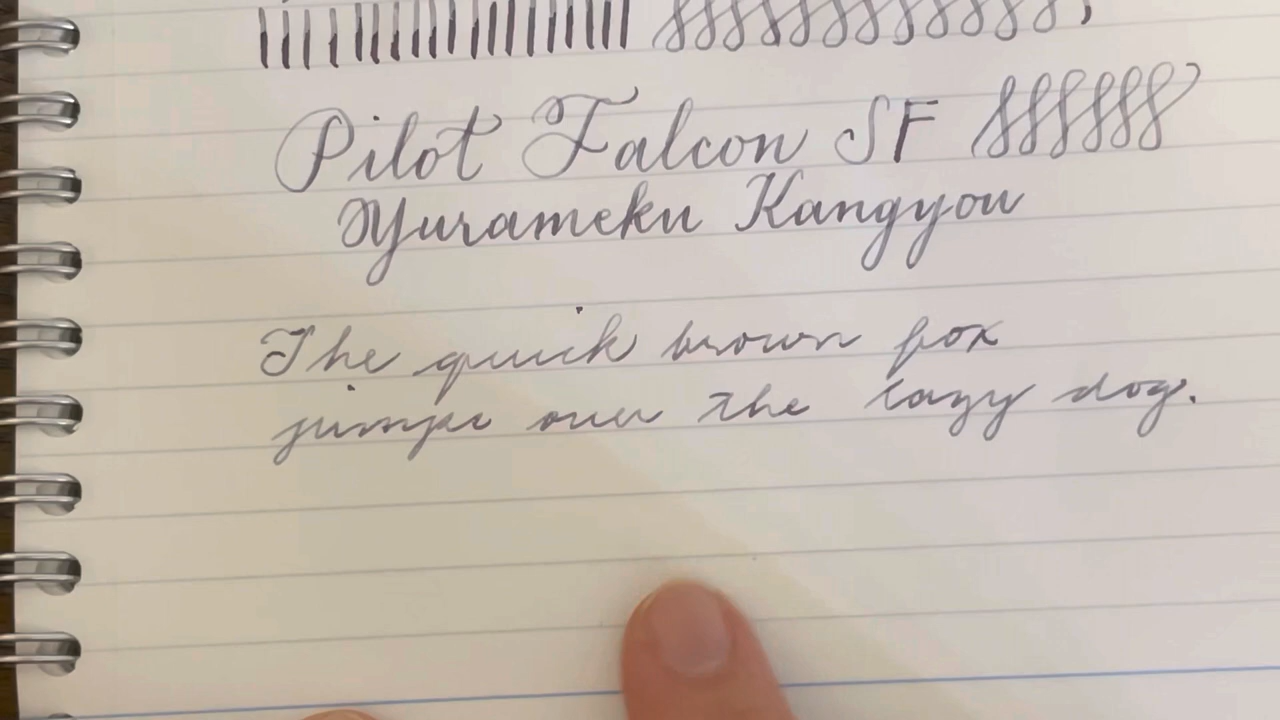 Pilot Falcon SF
Yurameku Kangyou
The quick brown fox
jumps over the lazy dog.